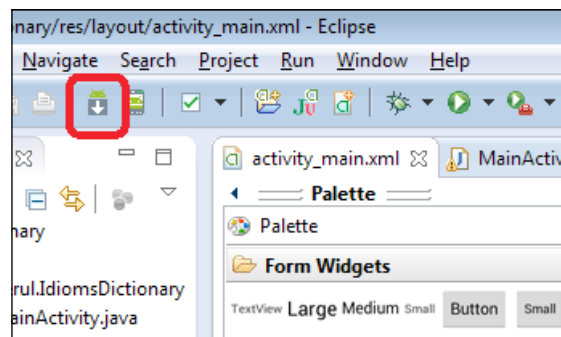 nary/res/layout/activity_main.xml - Eclipse
Navigate Search Project Run Window Help
activity_main.xml MainActiv
Palette
Palette
nary
Form Widgets
rul.IdiomsDictionary
ainActivity.java
TextView Large Medium Small Button Small